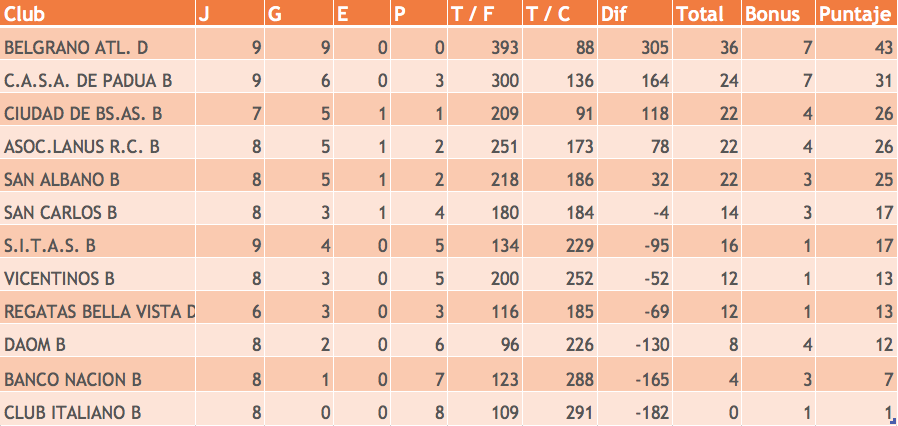 Club J G E P T / F T / C Dif Total Bonus Puntaje
BELGRANO ATL. D 9 9 0 0 393 88 305 36 7 43
C.A.S.A. DE PADUA B 9 6 0 3 300 136 164 24 7 31
CIUDAD DE BS.AS. B 7 5 1 1 209 91 118 22 4 26
ASOC.LANUS R.C. B 8 5 1 2 251 173 78 22 4 26
SAN ALBANO B 8 5 1 2 218 186 32 22 3 25
SAN CARLOS B 8 3 1 4 180 184 -4 14 3 17
S.I.T.A.S. B 9 4 0 5 134 229 -95 16 1 17
VICENTINOS B 8 3 0 5 200 252 -52 12 1 13
REGATAS BELLA VISTA D 6 3 0 3 116 185 -69 12 1 13
DAOM B 8 2 0 6 96 226 -130 8 4 12
BANCO NACION B 8 1 0 7 123 288 -165 4 3 7
CLUB ITALIANO B 8 0 0 8 109 291 -182 0 1 1